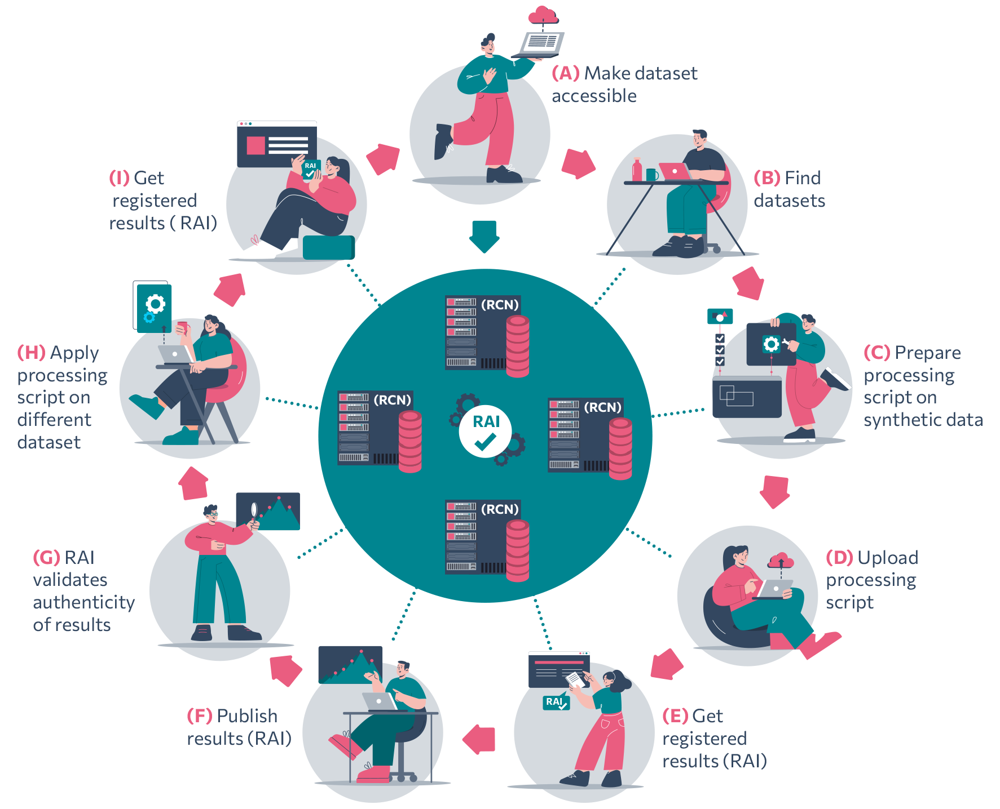 (A) Make dataset
accessible
(B) Find
datasets
(C) Prepare
processing
script on
synthetic data
(D) Upload
processing
script
(E) Get
registered
results (RAI)
RAI
(F) Publish
results (RAI)
(G) RAI
validates
authenticity
of results
(H) Apply
processing
script on
different
dataset
(I) Get
registered
results ( RAI)
RAI
(RCN)
(RCN)
(RCN)
RAI
(RCN)